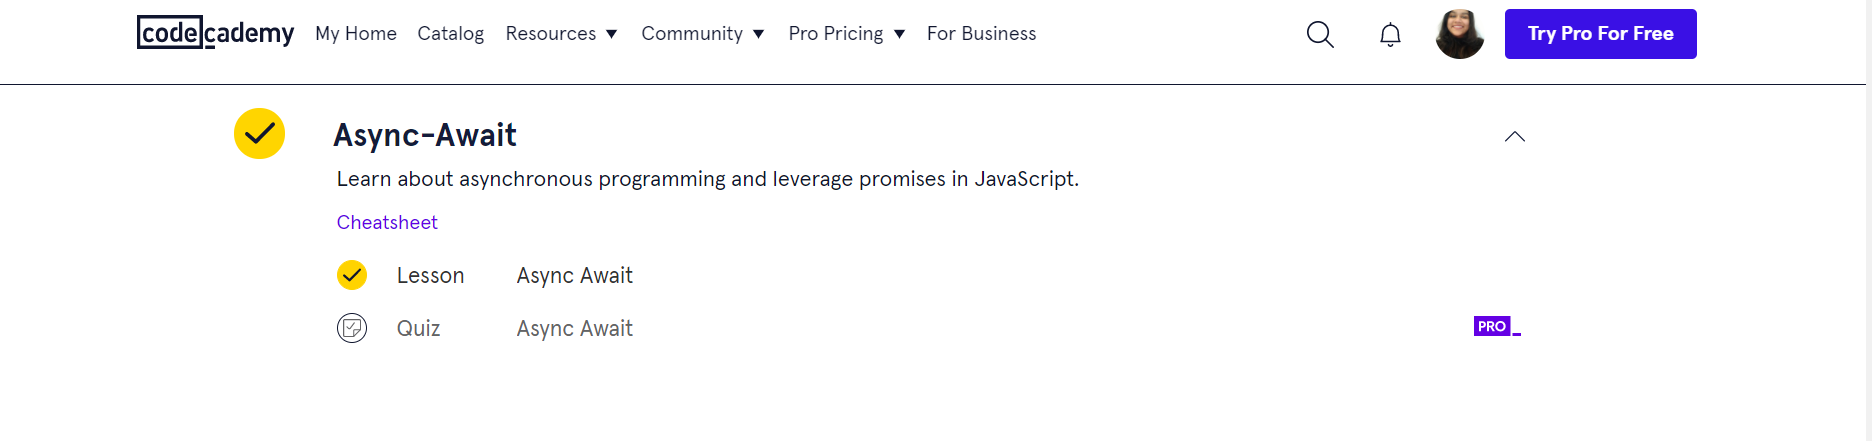 codecademy My Home Catalog Resources Community Pro Pricing For Business Try Pro For Free
Async-Await
Learn about asynchronous programming and leverage promises in JavaScript.
Cheatsheet
Lesson Async Await
Quiz Async Await PRO